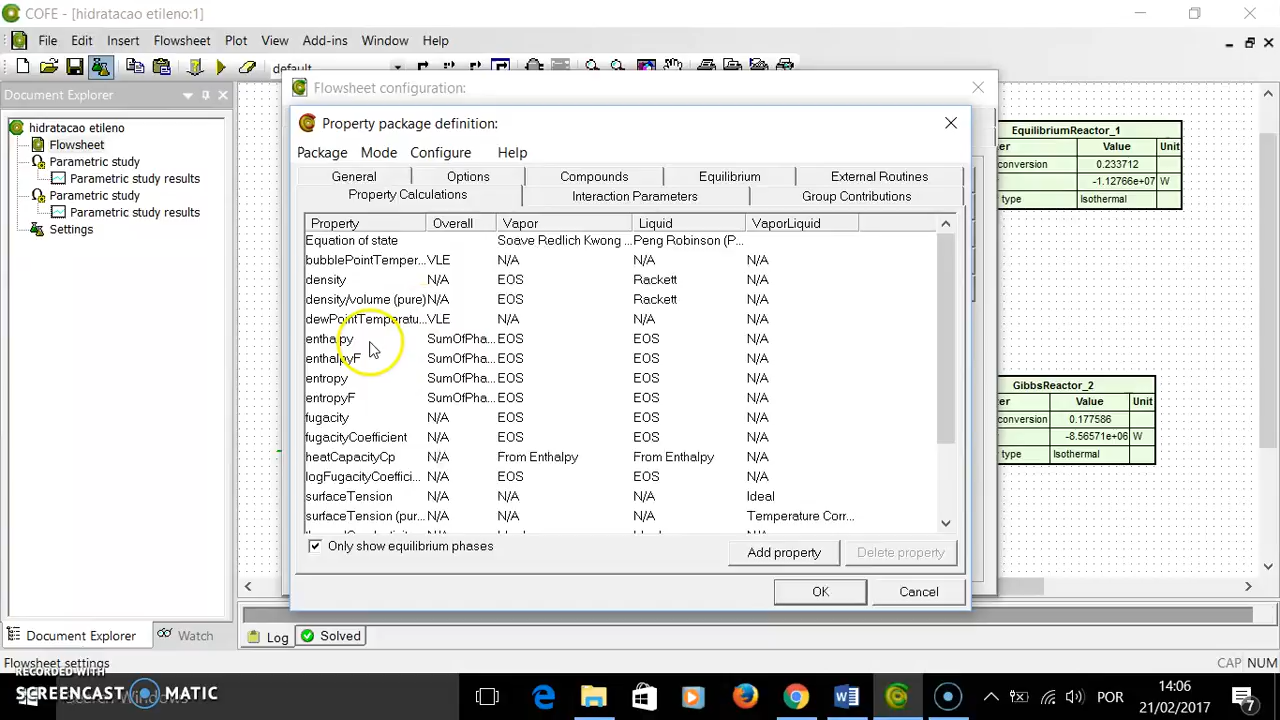 COFE - [hidratacao etileno:1]
File Edit Insert Flowsheet Plot View Add-ins Window Help
default
Document Explorer
hidratacao etileno
Flowsheet
Parametric study
Parametric study results
Parametric study
Parametric study results
Settings
Flowsheet configuration:
Property package definition:
Package Mode Configure Help
General Options Compounds Equilibrium External Routines
Property Calculations Interaction Parameters Group Contributions
Property Overall Vapor Liquid VaporLiquid
Equation of state Soave Redlich Kwong ... Peng Robinson (P...
bubblePointTemper... VLE N/A N/A N/A
density N/A EOS Rackett N/A
density/volume (pure) N/A EOS Rackett N/A
dewPointTemperatu... VLE N/A N/A N/A
enthalpy SumOfPha... EOS EOS N/A
enthalpyF SumOfPha... EOS EOS N/A
entropy SumOfPha... EOS EOS N/A
entropyF SumOfPha... EOS EOS N/A
fugacity N/A EOS EOS N/A
fugacityCoefficient N/A EOS EOS N/A
heatCapacityCp N/A From Enthalpy From Enthalpy N/A
logFugacityCoeffici... N/A EOS EOS N/A
surfaceTension N/A N/A N/A Ideal
surfaceTension (pur... N/A N/A N/A Temperature Corr...
Only show equilibrium phases
Add property Delete property
OK Cancel
EquilibriumReactor_1
ter Value Unit
conversion 0.233712
-1.12766e+07 W
type Isothermal
GibbsReactor_2
ter Value Unit
conversion 0.177586
-8.56571e+06 W
type Isothermal
Document Explorer Watch
Log Solved
Flowsheet settings
CAP NUM
RECORDED WITH
SCREENCAST MATIC
Windows
POR
14:06
21/02/2017
7